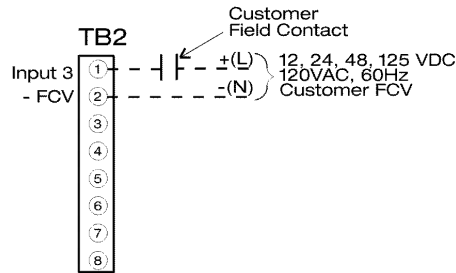 Customer
Field Contact
TB2
Input 3 1 +(L) 12, 24, 48, 125 VDC
120VAC, 60Hz
- FCV 2 -(N) Customer FCV
3
4
5
6
7
8